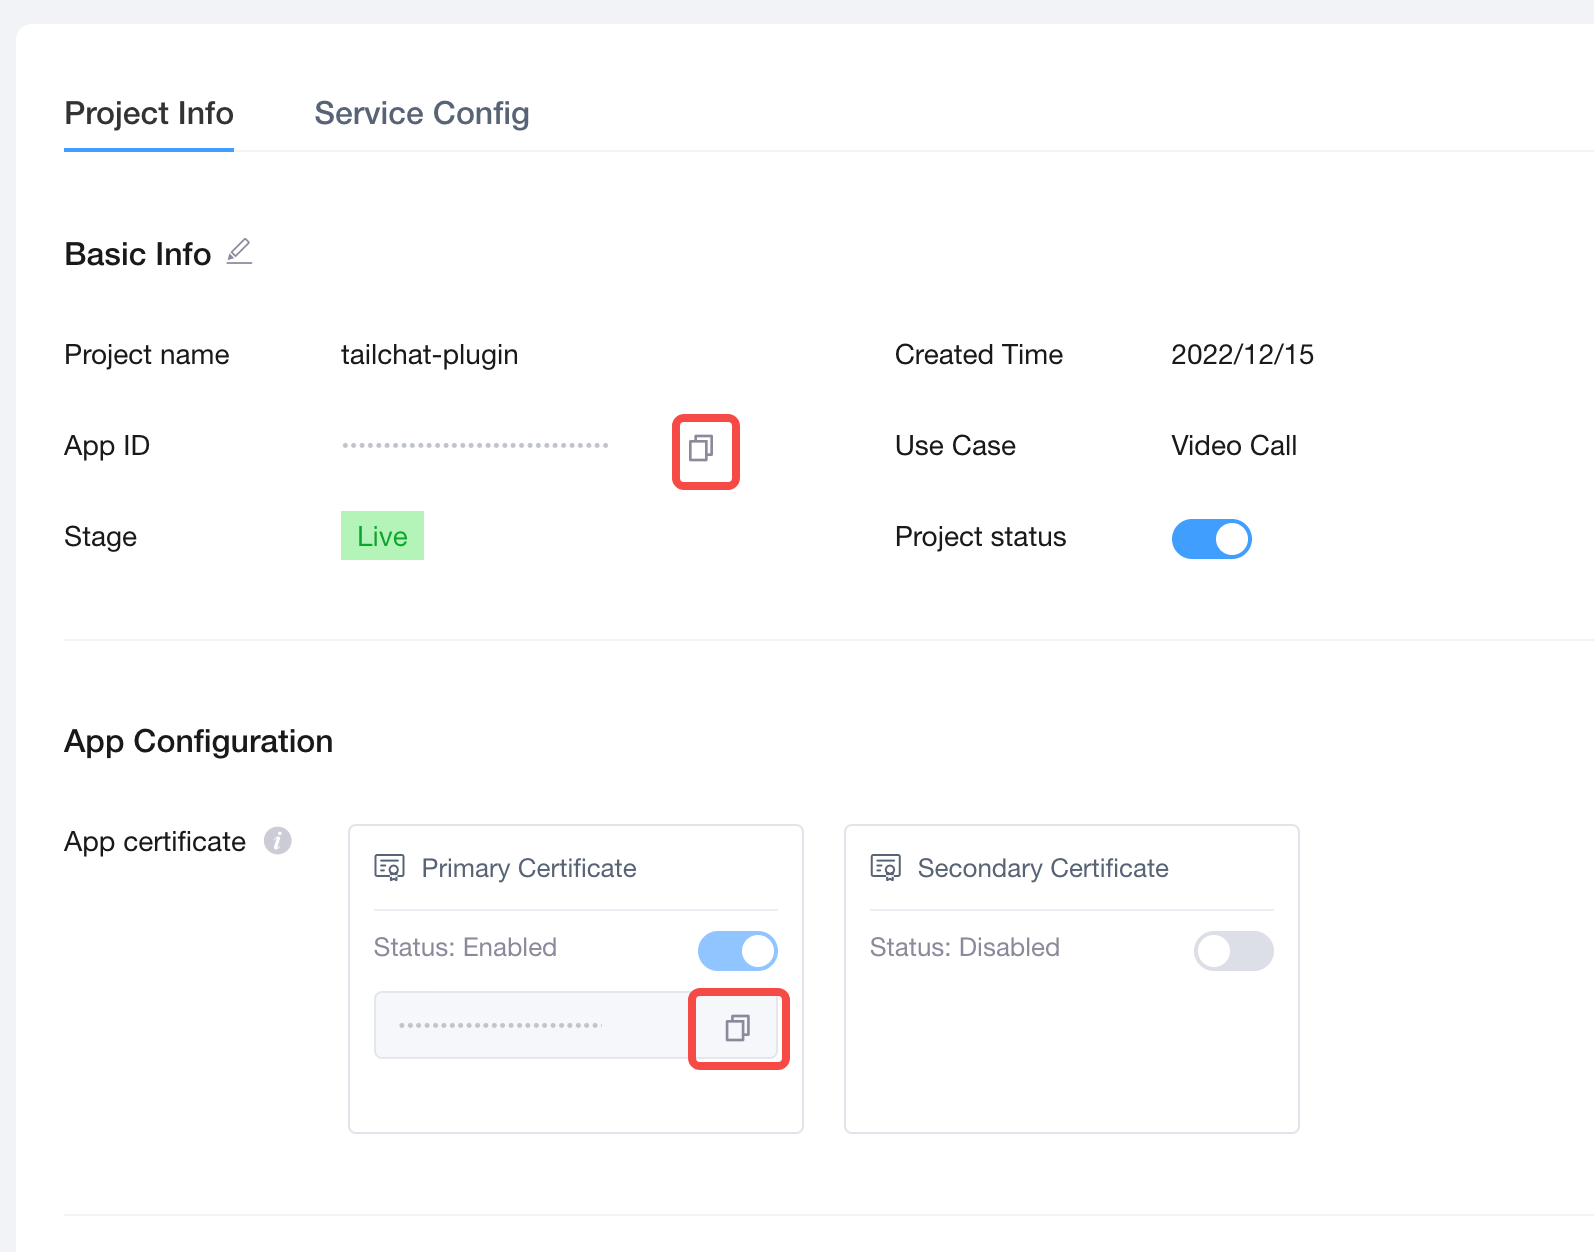 Project Info Service Config
Basic Info
Project name tailchat-plugin Created Time 2022/12/15
App ID Use Case Video Call
Stage Live Project status
App Configuration
App certificate
Primary Certificate Secondary Certificate
Status: Enabled Status: Disabled